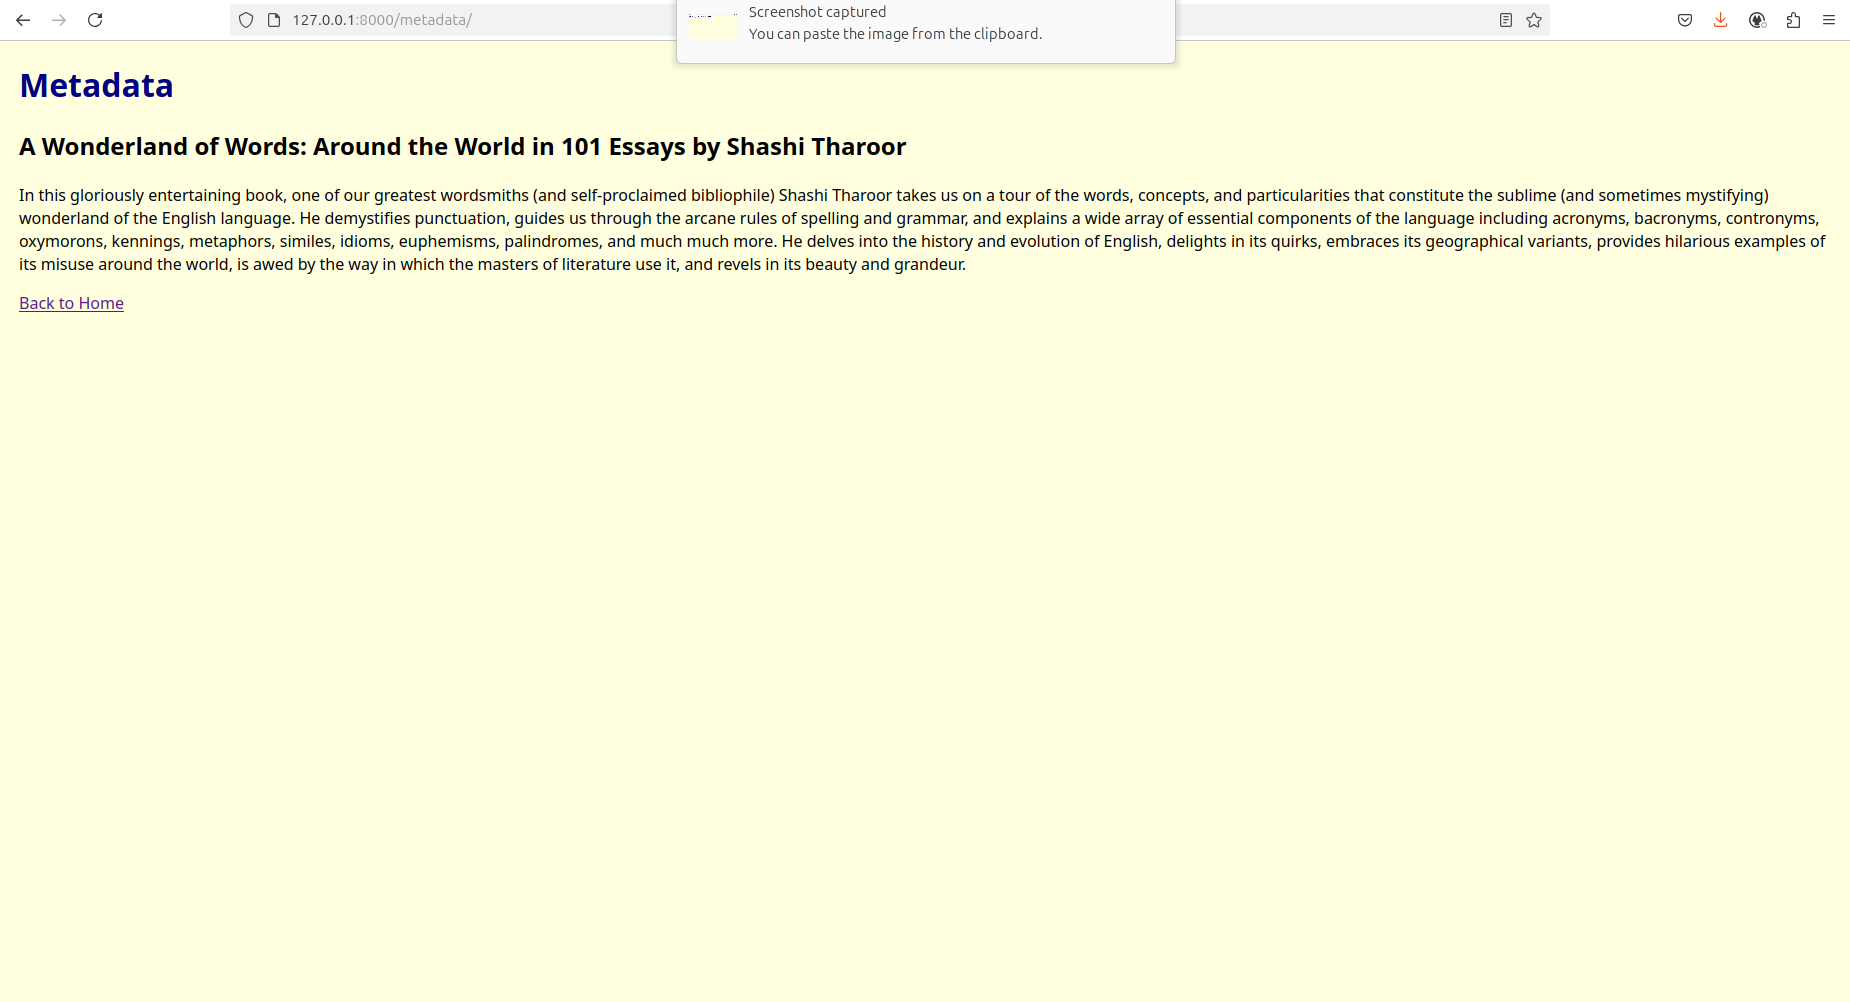 127.0.0.1:8000/metadata/
Screenshot captured
You can paste the image from the clipboard.
Metadata
A Wonderland of Words: Around the World in 101 Essays by Shashi Tharoor
In this gloriously entertaining book, one of our greatest wordsmiths (and self-proclaimed bibliophile) Shashi Tharoor takes us on a tour of the words, concepts, and particularities that constitute the sublime (and sometimes mystifying)
wonderland of the English language. He demystifies punctuation, guides us through the arcane rules of spelling and grammar, and explains a wide array of essential components of the language including acronyms, bacronyms, contronyms,
oxymorons, kennings, metaphors, similes, idioms, euphemisms, palindromes, and much much more. He delves into the history and evolution of English, delights in its quirks, embraces its geographical variants, provides hilarious examples of
its misuse around the world, is awed by the way in which the masters of literature use it, and revels in its beauty and grandeur.
Back to Home